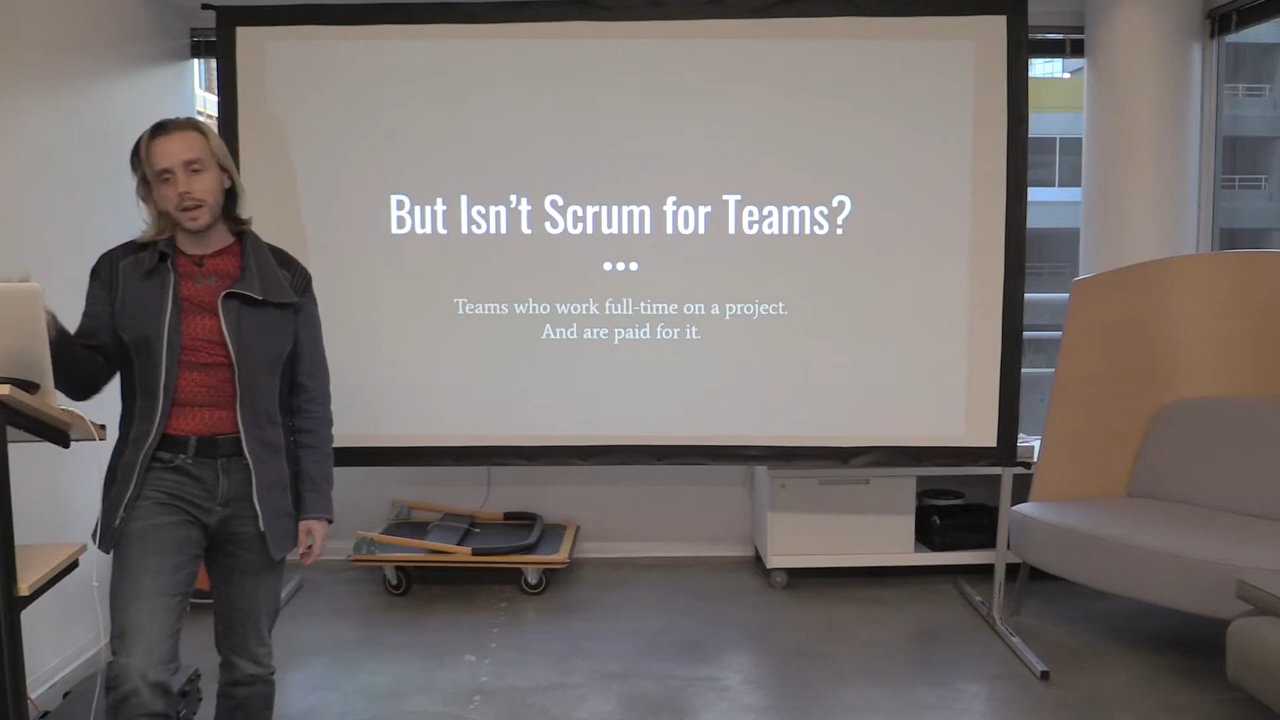 But Isn't Scrum for Teams?
Teams who work full-time on a project.
And are paid for it.